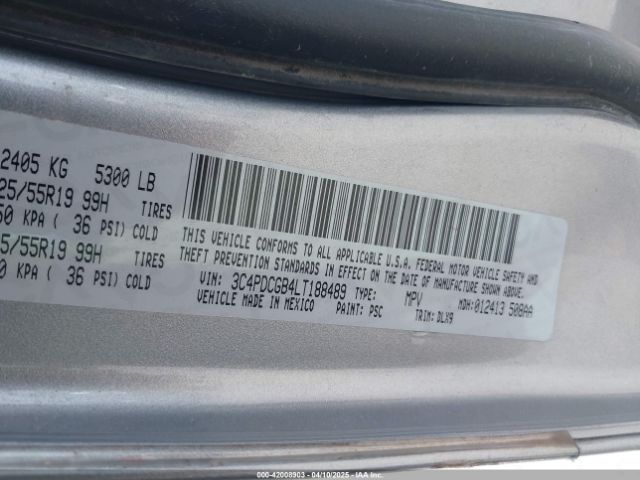 2405 KG 5300 LB
25/55R19 99H TIRES
50 KPA ( 36 PSI) COLD
5/55R19 99H TIRES
0 KPA ( 36 PSI) COLD
THIS VEHICLE CONFORMS TO ALL APPLICABLE U.S.A. FEDERAL MOTOR VEHICLE SAFETY AND
THEFT PREVENTION STANDARDS IN EFFECT ON THE DATE OF MANUFACTURE SHOWN ABOVE.
VIN: 3C4PDCGB4LT188489 TYPE: MPV MDH:012413 508AA
VEHICLE MADE IN MEXICO PAINT: PSC TRIM: DLX9
000-42008903 - 04/10/2025 - IAA Inc.